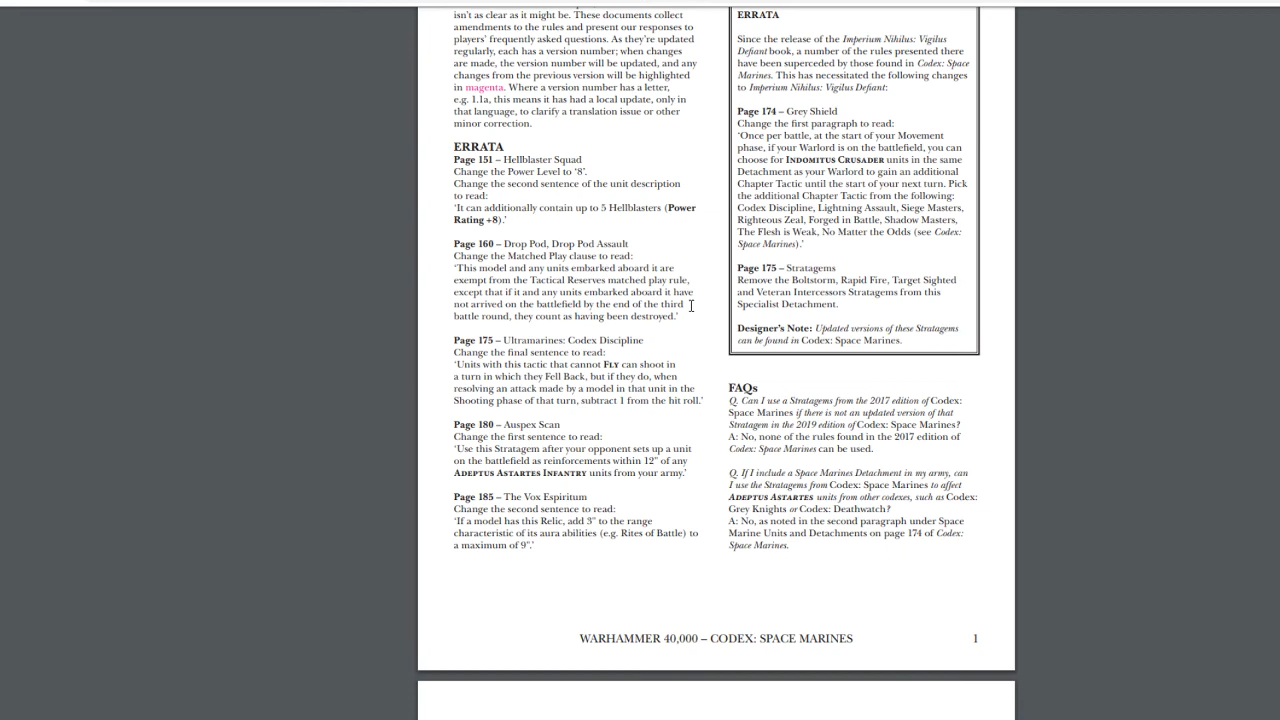 isn't as clear as it might be. These documents collect
amendments to the rules and present our responses to
players' frequently asked questions. As they're updated
regularly, each has a version number; when changes
are made, the version number will be updated, and any
changes from the previous version will be highlighted
in magenta. Where a version number has a letter,
e.g. 1.1a, this means it has had a local update, only in
that language, to clarify a translation issue or other
minor correction.
ERRATA
Page 151 – Hellblaster Squad
Change the Power Level to '8'.
Change the second sentence of the unit description
to read:
'It can additionally contain up to 5 Hellblasters (Power
Rating +8).'
Page 160 – Drop Pod, Drop Pod Assault
Change the Matched Play clause to read:
'This model and any units embarked aboard it are
exempt from the Tactical Reserves matched play rule,
except that if it and any units embarked aboard it have
not arrived on the battlefield by the end of the third
battle round, they count as having been destroyed.'
Page 175 – Ultramarines: Codex Discipline
Change the final sentence to read:
'Units with this tactic that cannot FLY can shoot in
a turn in which they Fell Back, but if they do, when
resolving an attack made by a model in that unit in the
Shooting phase of that turn, subtract 1 from the hit roll.'
Page 180 – Auspex Scan
Change the first sentence to read:
'Use this Stratagem after your opponent sets up a unit
on the battlefield as reinforcements within 12" of any
ADEPTUS ASTARTES INFANTRY units from your army.'
Page 185 – The Vox Espiritum
Change the second sentence to read:
'If a model has this Relic, add 3" to the range
characteristic of its aura abilities (e.g. Rites of Battle) to
a maximum of 9".'
ERRATA
Since the release of the Imperium Nihilus: Vigilus
Defiant book, a number of the rules presented there
have been superceded by those found in Codex: Space
Marines. This has necessitated the following changes
to Imperium Nihilus: Vigilus Defiant:
Page 174 – Grey Shield
Change the first paragraph to read:
'Once per battle, at the start of your Movement
phase, if your Warlord is on the battlefield, you can
choose for INDOMITUS CRUSADER units in the same
Detachment as your Warlord to gain an additional
Chapter Tactic until the start of your next turn. Pick
the additional Chapter Tactic from the following:
Codex Discipline, Lightning Assault, Siege Masters,
Righteous Zeal, Forged in Battle, Shadow Masters,
The Flesh is Weak, No Matter the Odds (see Codex:
Space Marines).'
Page 175 – Stratagems
Remove the Boltstorm, Rapid Fire, Target Sighted
and Veteran Intercessors Stratagems from this
Specialist Detachment.
Designer's Note: Updated versions of these Stratagems
can be found in Codex: Space Marines.
FAQs
Q. Can I use a Stratagems from the 2017 edition of Codex:
Space Marines if there is not an updated version of that
Stratagem in the 2019 edition of Codex: Space Marines?
A: No, none of the rules found in the 2017 edition of
Codex: Space Marines can be used.
Q. If I include a Space Marines Detachment in my army, can
I use the Stratagems from Codex: Space Marines to affect
ADEPTUS ASTARTES units from other codexes, such as Codex:
Grey Knights or Codex: Deathwatch?
A: No, as noted in the second paragraph under Space
Marine Units and Detachments on page 174 of Codex:
Space Marines.
WARHAMMER 40,000 – CODEX: SPACE MARINES 1